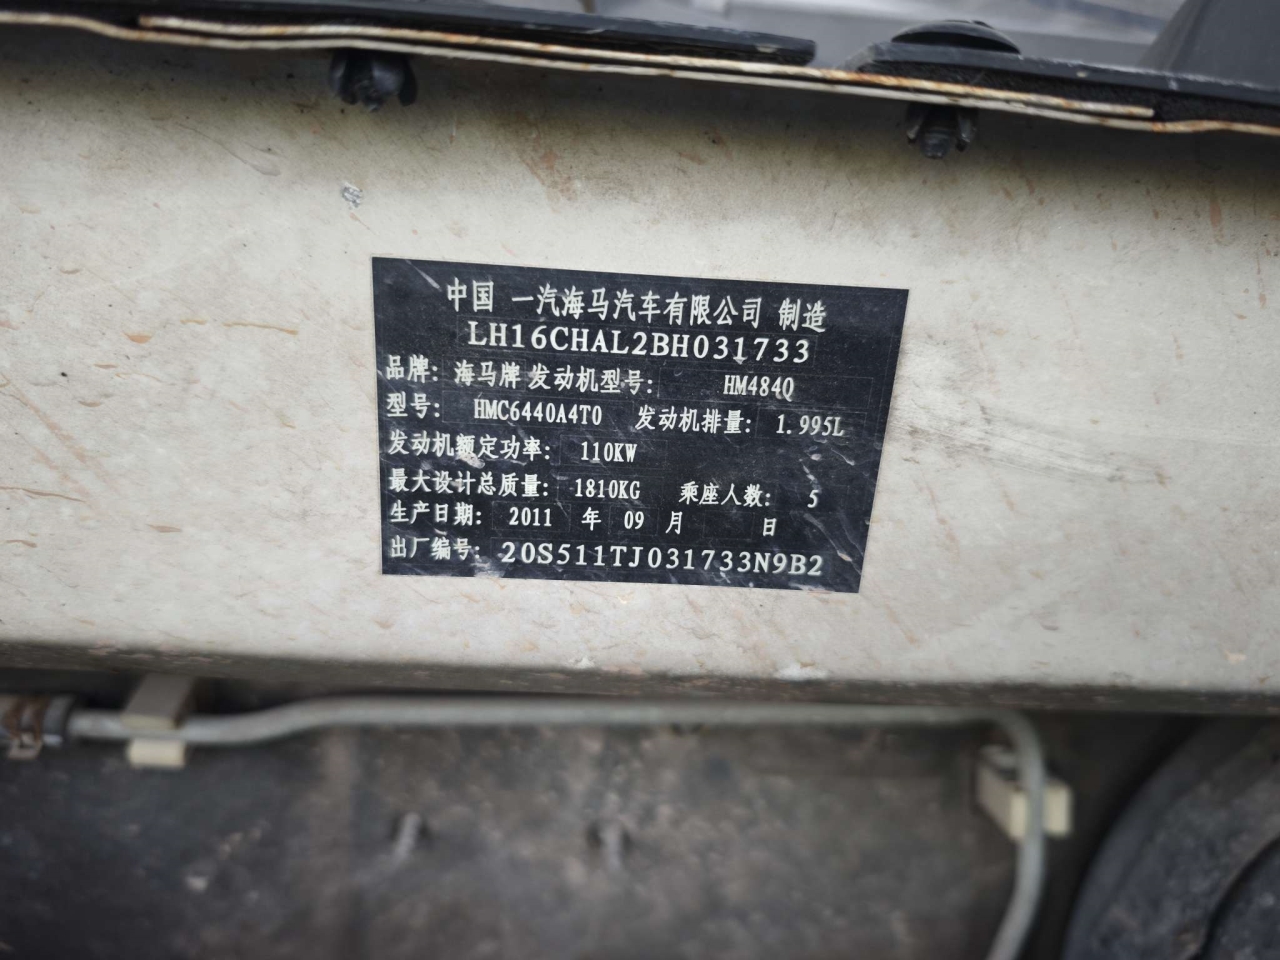 中国 一汽海马汽车有限公司 制造
LH16CHAL2BH031733
品牌: 海马牌 发动机型号: HM484Q
型号: HMC6440A4T0 发动机排量: 1.995L
发动机额定功率: 110KW
最大设计总质量: 1810KG 乘座人数: 5
生产日期: 2011 年 09 月 日
出厂编号: 20S511TJ031733N9B2